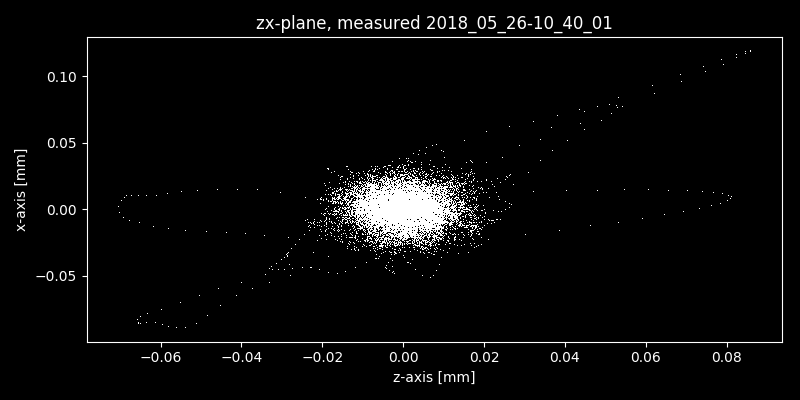 zx-plane, measured 2018_05_26-10_40_01
0.10
0.05
0.00
−0.05
x-axis [mm]
−0.06 −0.04 −0.02 0.00 0.02 0.04 0.06 0.08
z-axis [mm]